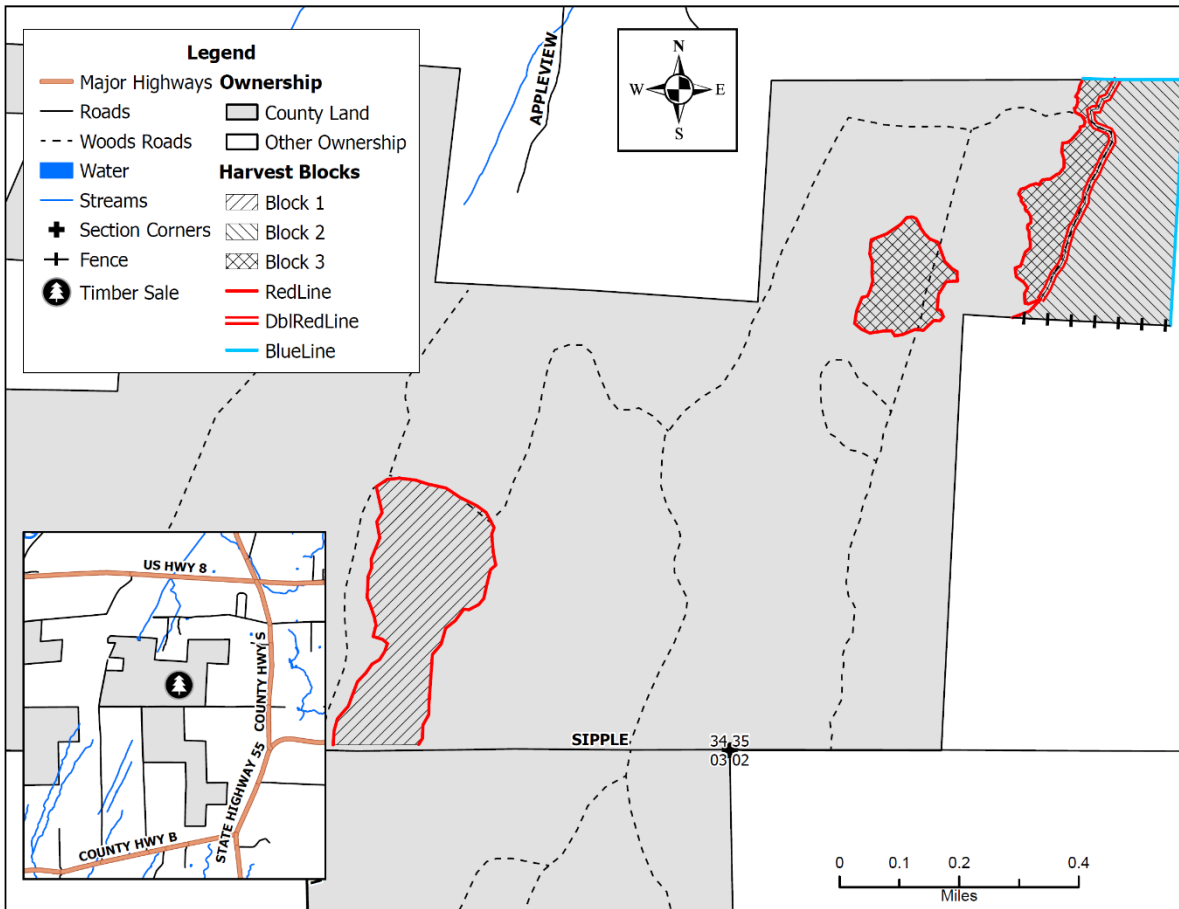 Legend
Major Highways
Roads
Woods Roads
Water
Streams
Section Corners
Fence
Timber Sale
Ownership
County Land
Other Ownership
Harvest Blocks
Block 1
Block 2
Block 3
RedLine
DblRedLine
BlueLine
APPLEVIEW
N
W E
S
US HWY 8
COUNTY HWY S
STATE HIGHWAY 55
COUNTY HWY B
SIPPLE
34 35
03 02
0 0.1 0.2 0.4
Miles